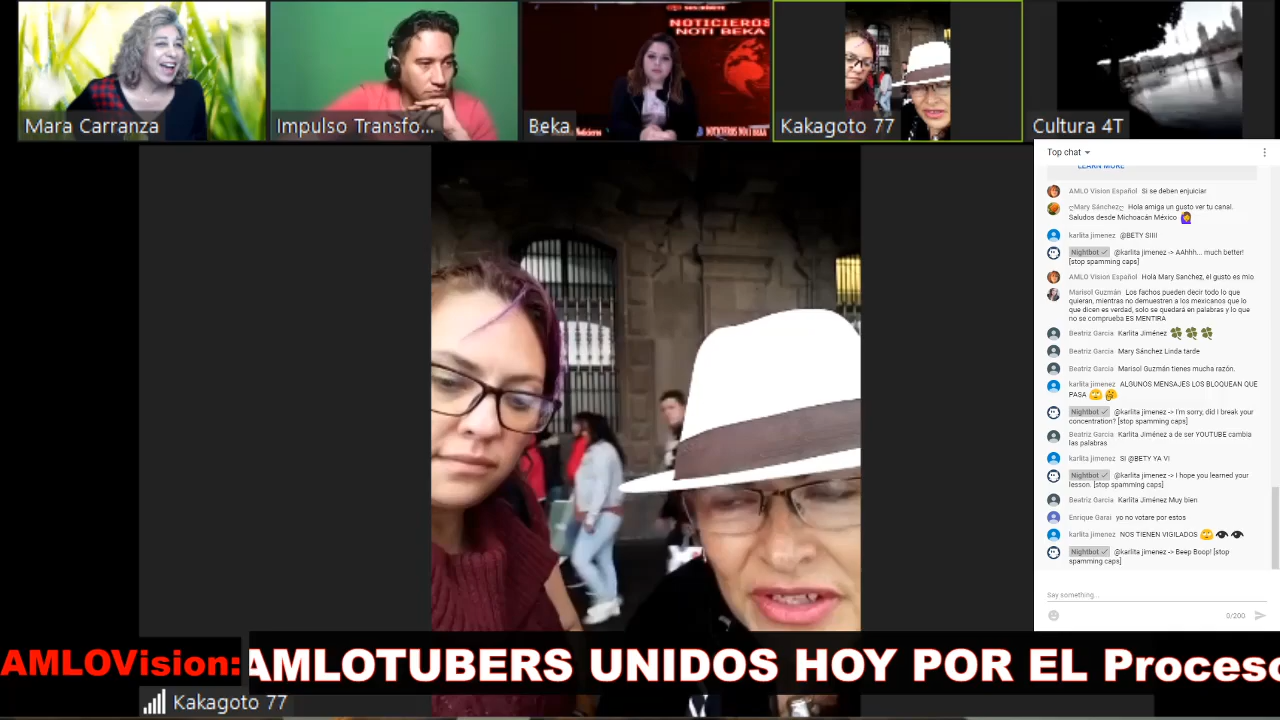 SUSCRÍBETE
NOTICIEROS
NOTI BEKA
Noticieros
NOTICIEROS NOTI BEKA
Mara Carranza
Impulso Transfo...
Beka
Kakagoto 77
Cultura 4T
Top chat
LEARN MORE
AMLO Vision Español Si se deben enjuiciar
Mary Sánchez Hola amiga un gusto ver tu canal.
Saludos desde Michoacán México
karlita jimenez @BETY SIIII
Nightbot @karlita jimenez -> AAhhh... much better!
[stop spamming caps]
AMLO Vision Español Hola Mary Sanchez, el gusto es mio
Marisol Guzmán Los fachos pueden decir todo lo que
quieran, mientras no demuestren a los mexicanos que lo
que dicen es verdad, solo se quedará en palabras y lo que
no se comprueba ES MENTIRA
Beatriz Garcia Karlita Jiménez 🍀 🍀 🍀
Beatriz Garcia Mary Sánchez Linda tarde
Beatriz Garcia Marisol Guzmán tienes mucha razón.
karlita jimenez ALGUNOS MENSAJES LOS BLOQUEAN QUE
PASA
Nightbot @karlita jimenez -> I'm sorry, did I break your
concentration? [stop spamming caps]
Beatriz Garcia Karlita Jiménez a de ser YOUTUBE cambia
las palabras
karlita jimenez SI @BETY YA VI
Nightbot @karlita jimenez -> I hope you learned your
lesson. [stop spamming caps]
Beatriz Garcia Karlita Jiménez Muy bien
Enrique Garai yo no votare por estos
karlita jimenez NOS TIENEN VIGILADOS
Nightbot @karlita jimenez -> Beep Boop! [stop
spamming caps]
Say something...
0/200
AMLOVision: AMLOTUBERS UNIDOS HOY POR EL Proceso
Kakagoto 77